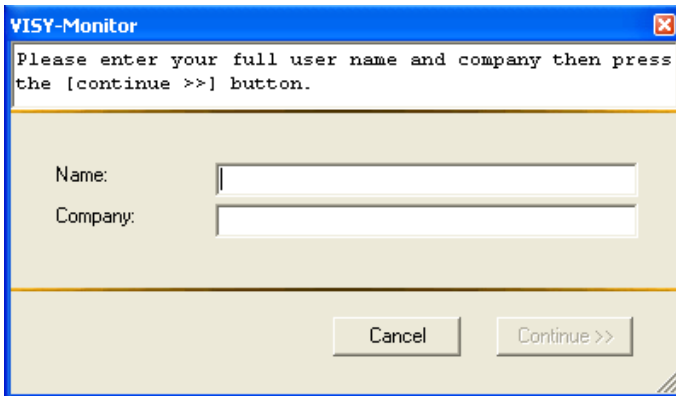 VISY-Monitor
Please enter your full user name and company then press
the [continue >>] button.
Name:
Company:
Cancel
Continue >>